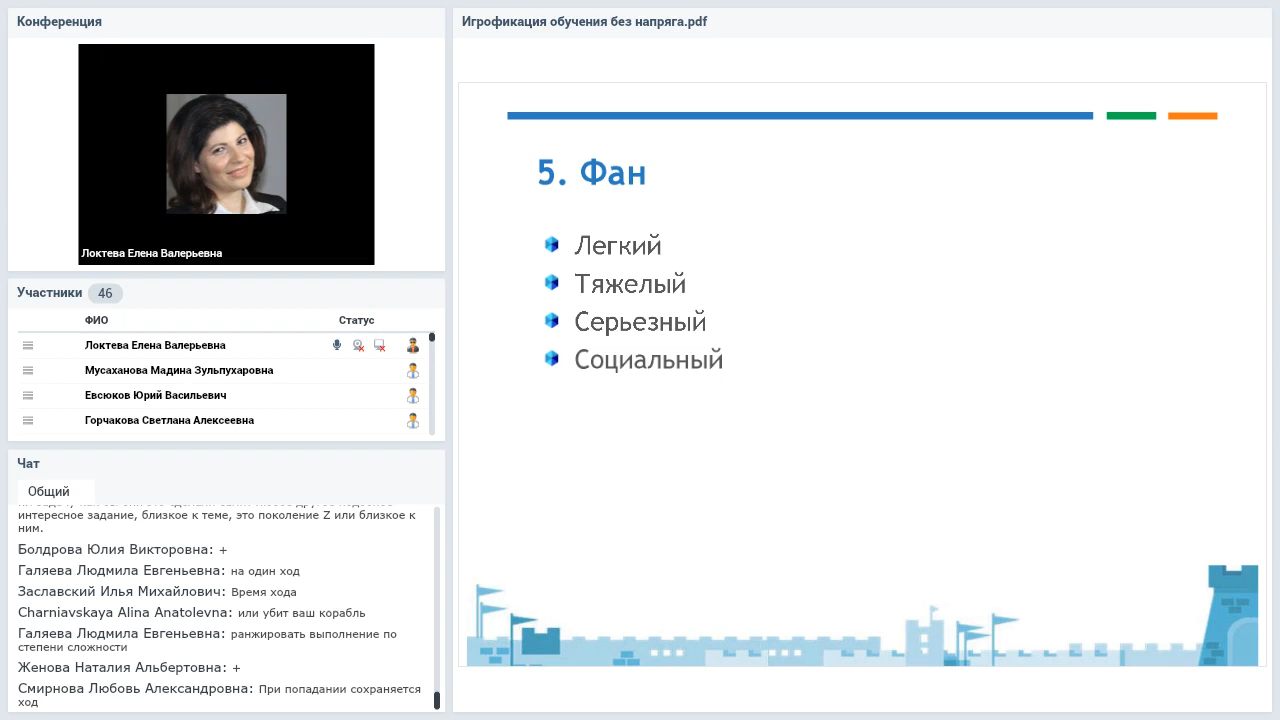 Конференция
Локтева Елена Валерьевна
Участники 46
ФИО Статус
Локтева Елена Валерьевна
Мусаханова Мадина Зульпухаровна
Евсюков Юрий Васильевич
Горчакова Светлана Алексеевна
Чат
Общий
интересное задание, близкое к теме, это поколение Z или близкое к
ним.
Болдрова Юлия Викторовна: +
Галяева Людмила Евгеньевна: на один ход
Заславский Илья Михайлович: Время хода
Charniavskaya Alina Anatolevna: или убит ваш корабль
Галяева Людмила Евгеньевна: ранжировать выполнение по
степени сложности
Женова Наталия Альбертовна: +
Смирнова Любовь Александровна: При попадании сохраняется
ход
Игрофикация обучения без напряга.pdf
5. Фан
Легкий
Тяжелый
Серьезный
Социальный